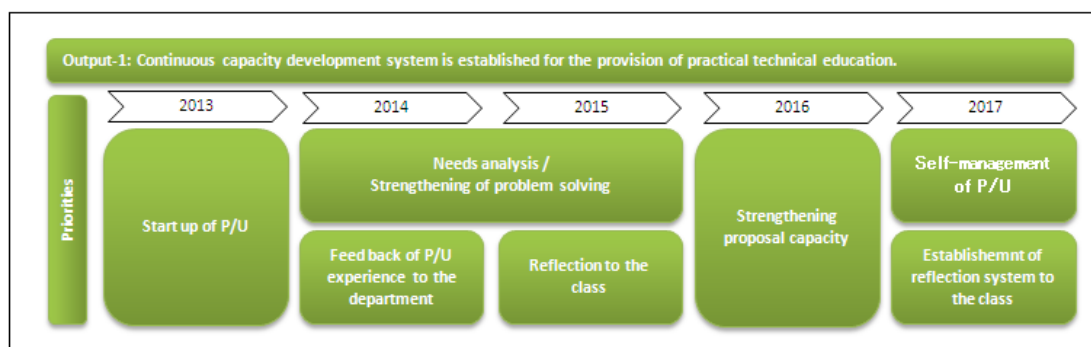 Output-1: Continuous capacity development system is established for the provision of practical technical education.
Priorities
2013
2014
2015
2016
2017
Start up of P/U
Needs analysis /
Strengthening of problem solving
Feed back of P/U
experience to the
department
Reflection to the
class
Strengthening
proposal capacity
Self-management
of P/U
Establishemnt of
reflection system to
the class